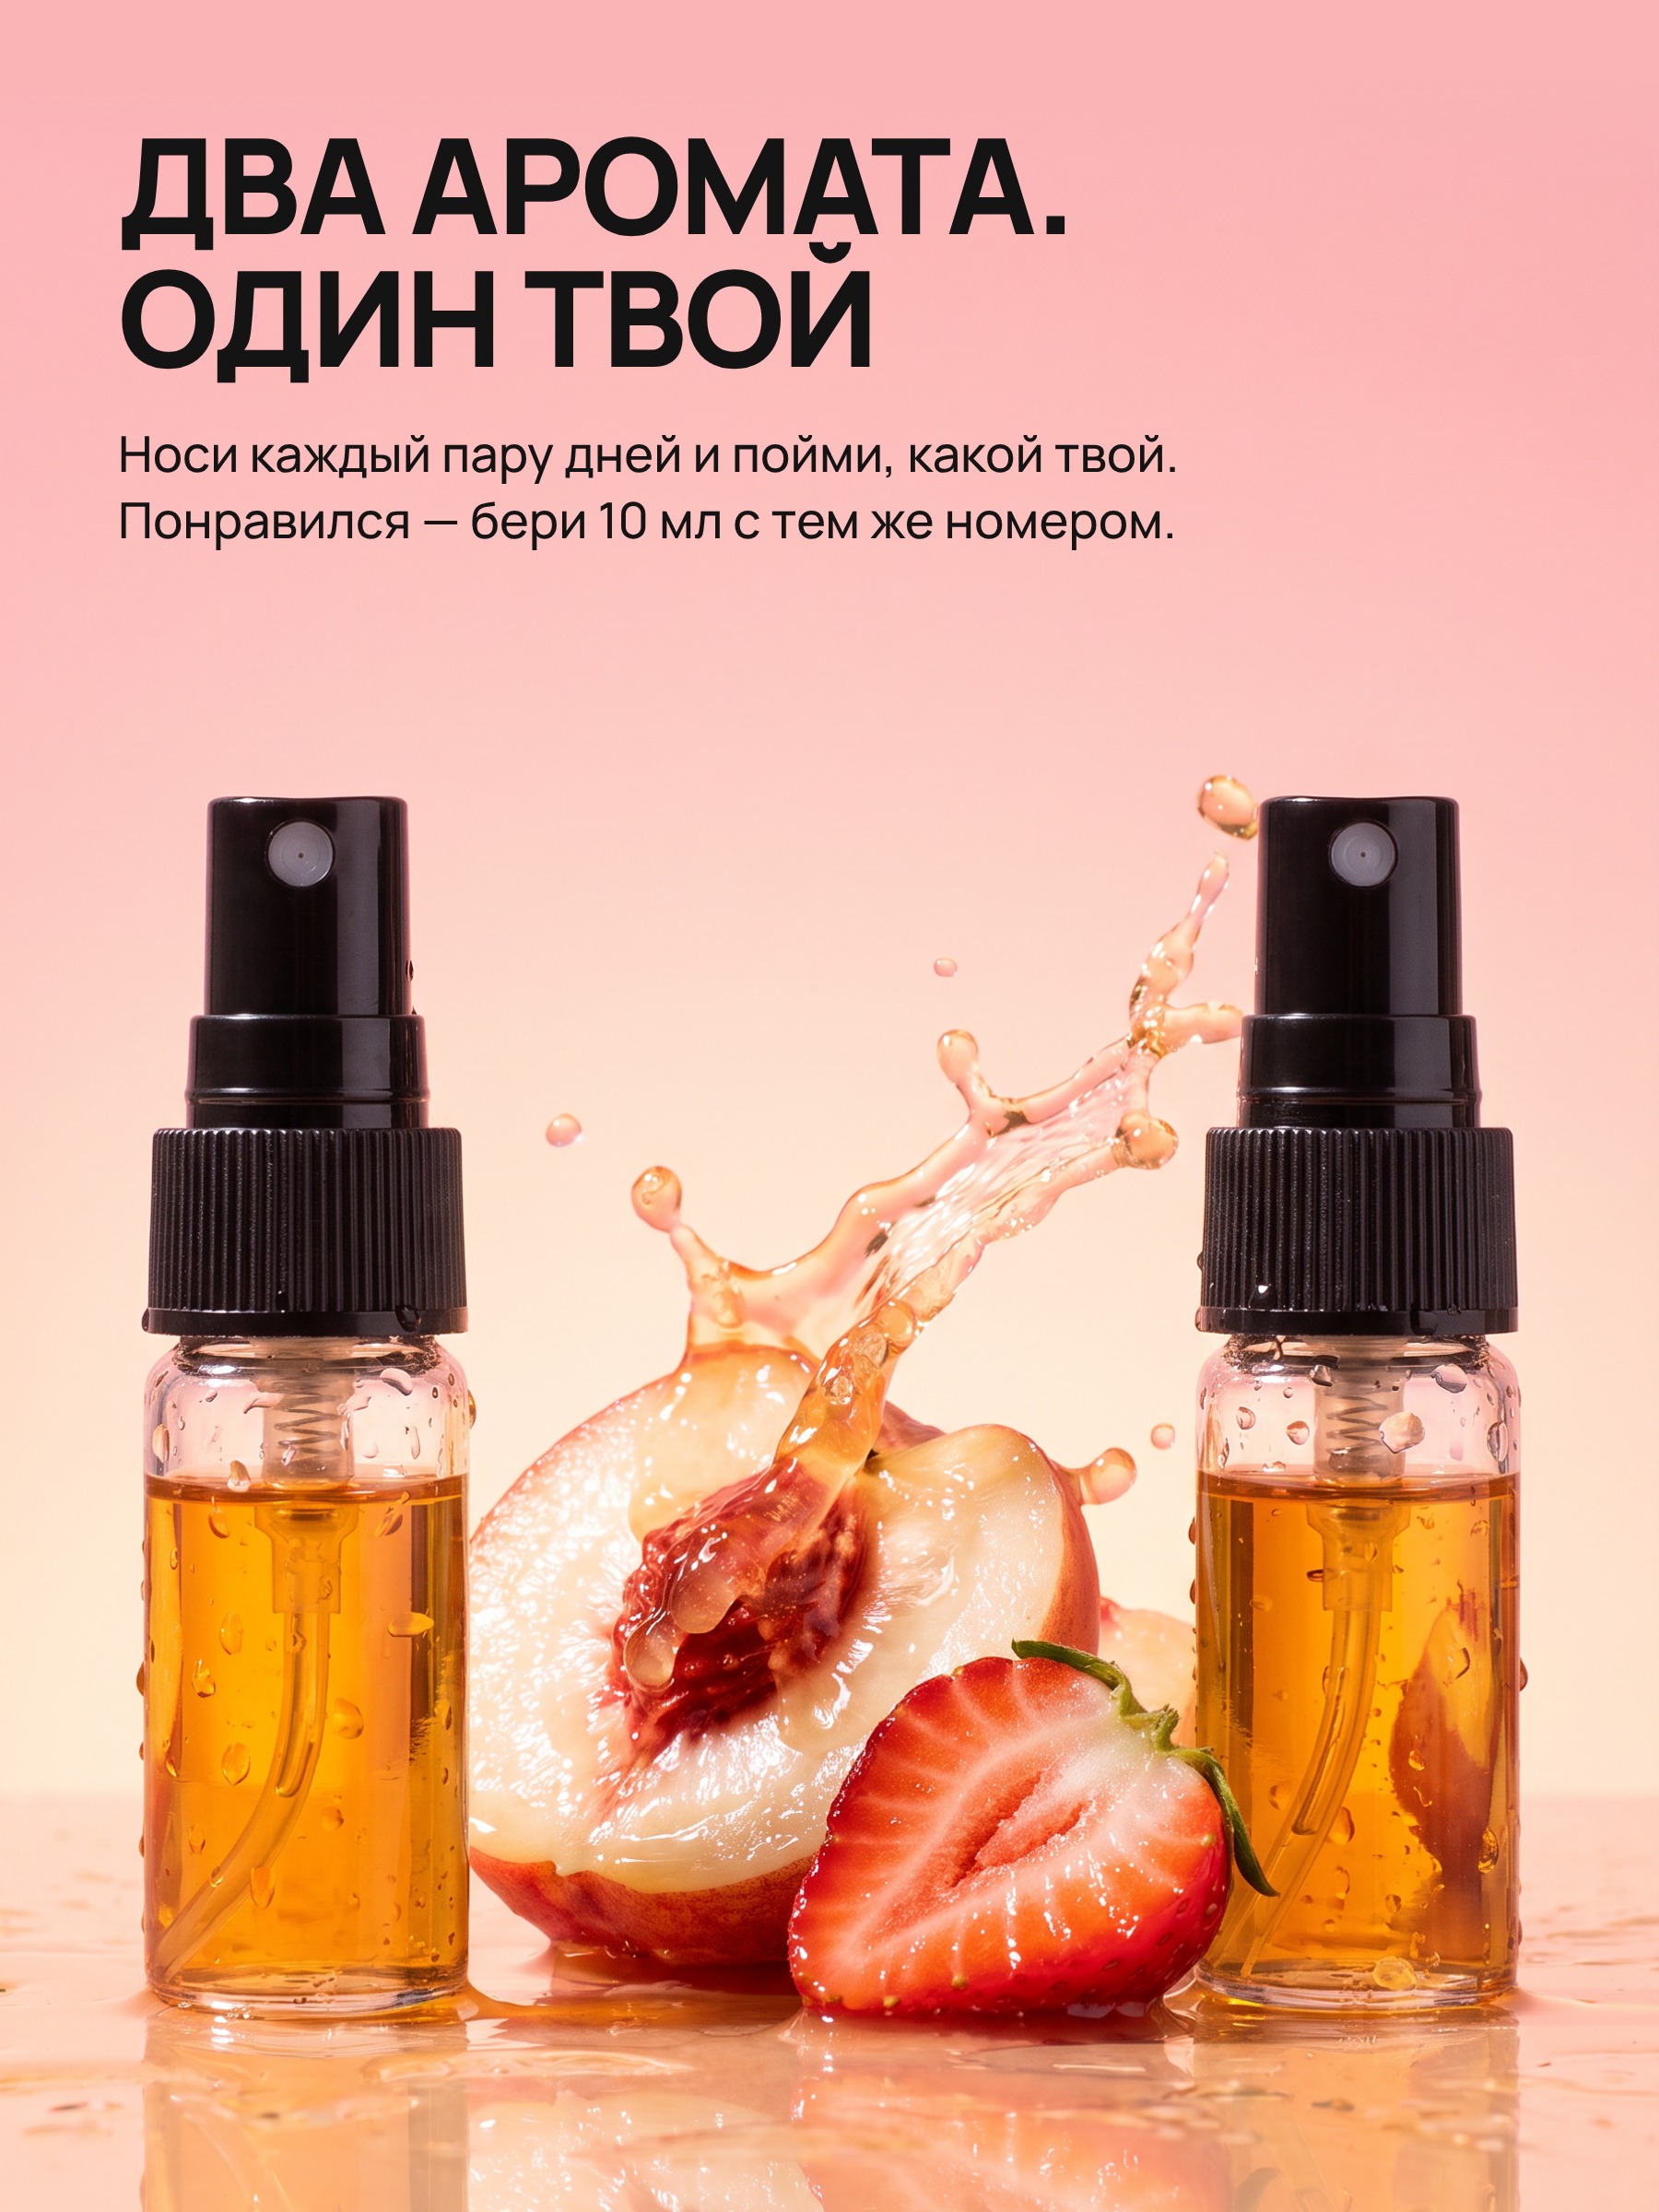 ДВА АРОМАТА.
ОДИН ТВОЙ
Носи каждый пару дней и пойми, какой твой.
Понравился — бери 10 мл с тем же номером.